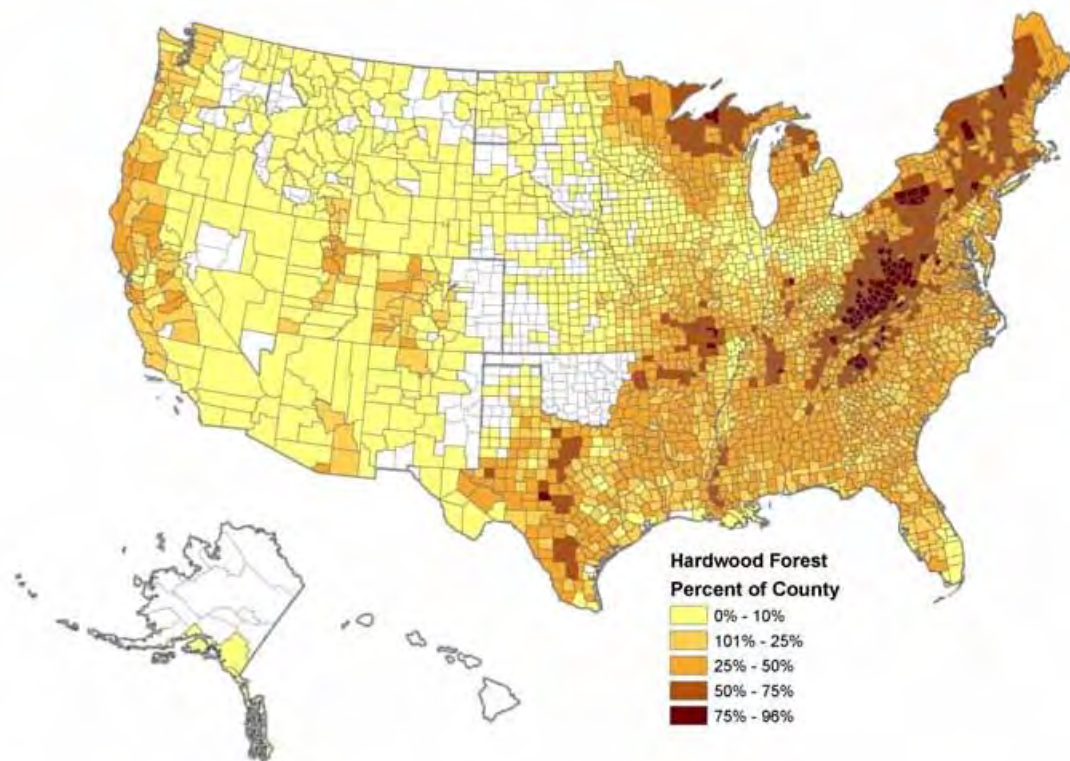 Hardwood Forest
Percent of County
0% - 10%
101% - 25%
25% - 50%
50% - 75%
75% - 96%